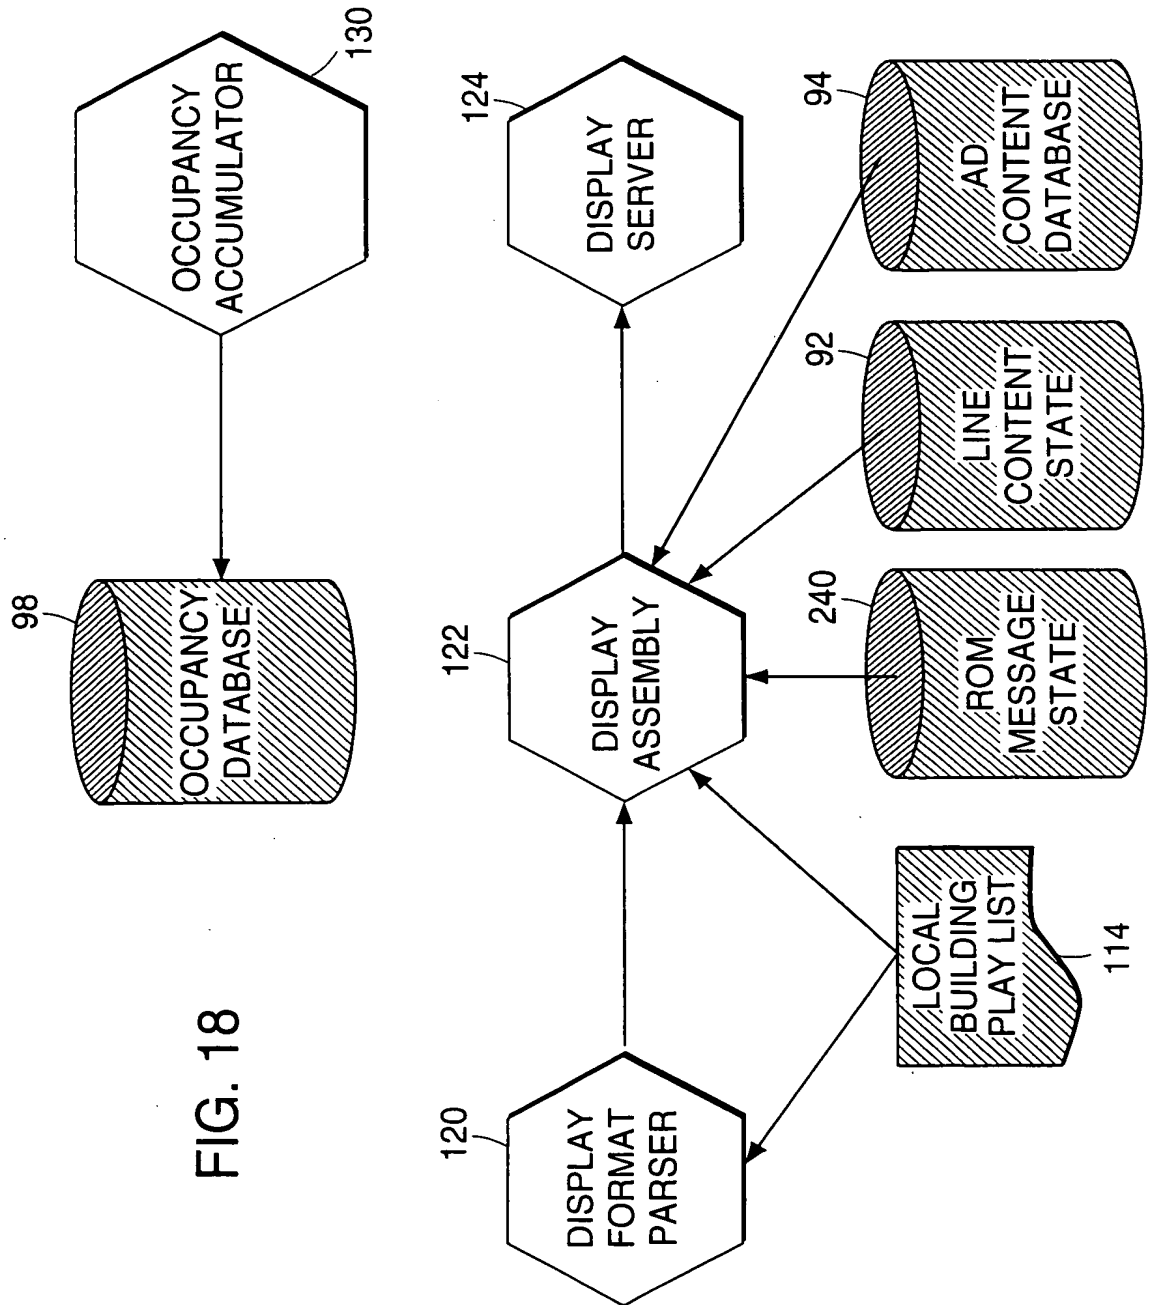 98
OCCUPANCY
DATABASE
OCCUPANCY
ACCUMULATOR
130
FIG. 18
120
DISPLAY
FORMAT
PARSER
122
DISPLAY
ASSEMBLY
124
DISPLAY
SERVER
LOCAL
BUILDING
PLAY LIST
114
240
ROM
MESSAGE
STATE
92
LINE
CONTENT
STATE
94
AD
CONTENT
DATABASE